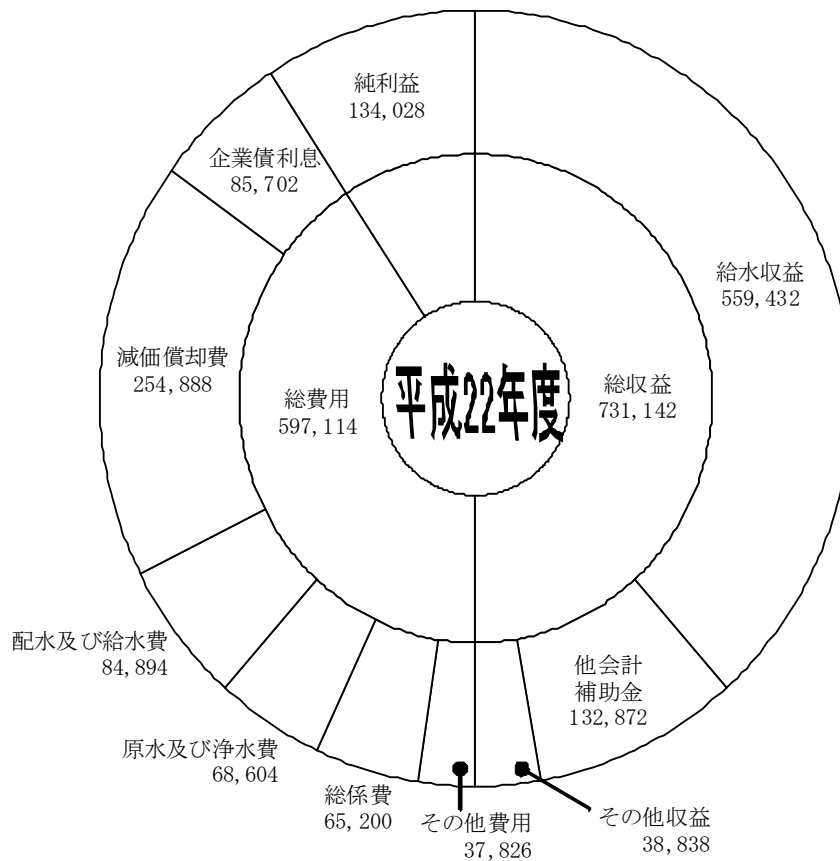 純利益
134,028
企業債利息
85,702
給水収益
559,432
減価償却費
254,888
総費用
597,114
平成22年度
総収益
731,142
配水及び給水費
84,894
他会計
補助金
132,872
原水及び浄水費
68,604
総係費
65,200
その他費用
37,826
その他収益
38,838